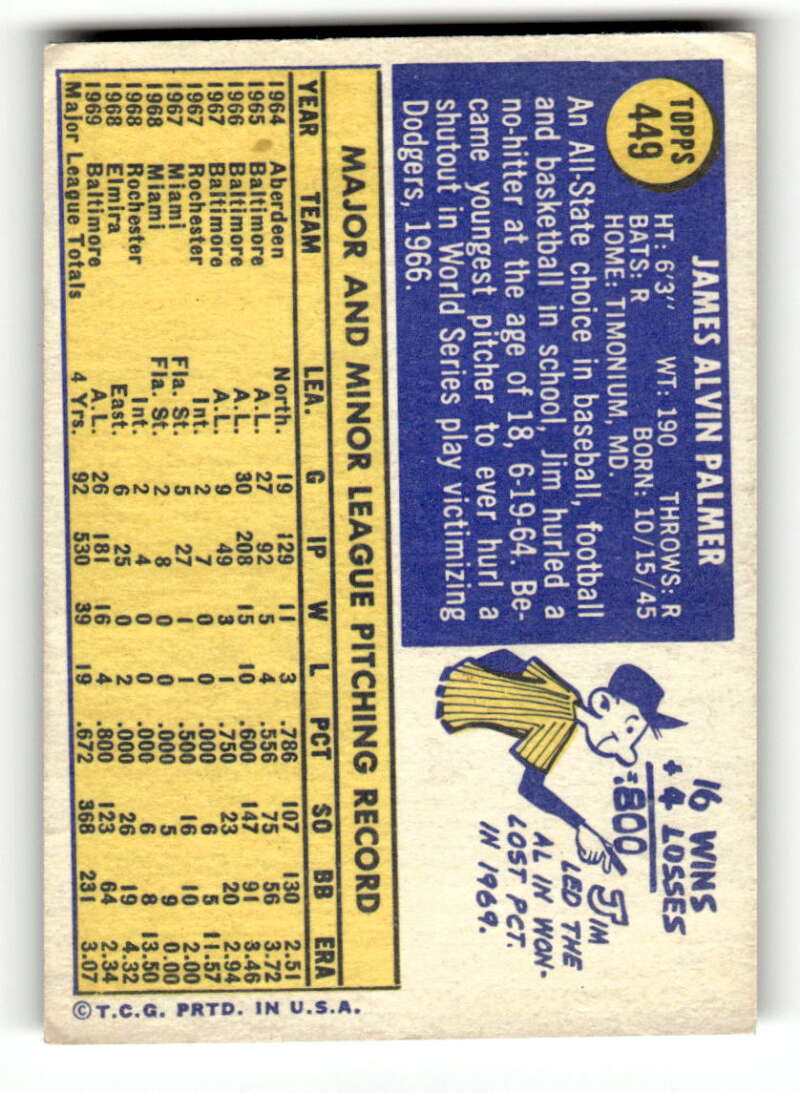 TOPPS
449
JAMES ALVIN PALMER
HT: 6'3" WT: 190 THROWS: R
BATS: R BORN: 10/15/45
HOME: TIMONIUM, MD.
An All-State choice in baseball, football
and basketball in school, Jim hurled a
no-hitter at the age of 18, 6-19-64. Be-
came youngest pitcher to ever hurl a
shutout in World Series play victimizing
Dodgers, 1966.
16 WINS
+ 4 LOSSES
.800
JIM
LED THE
AL IN WON-
LOST PCT.
IN 1969.
MAJOR AND MINOR LEAGUE PITCHING RECORD
YEAR TEAM LEA. G IP W L PCT SO BB ERA
1964 Aberdeen North. 19 129 11 3 .786 107 130 2.51
1965 Baltimore A.L. 27 92 5 4 .556 75 56 3.72
1966 Baltimore A.L. 30 208 15 10 .600 147 91 3.46
1967 Baltimore A.L. 9 49 3 1 .750 23 20 2.94
1967 Rochester Int. 2 7 0 0 .000 6 5 11.57
1967 Miami Fla. St. 5 27 1 1 .500 16 10 2.00
1968 Miami Fla. St. 2 8 0 0 .000 5 9 0.00
1968 Rochester Int. 2 4 0 0 .000 6 8 13.50
1968 Elmira East. 6 25 0 2 .000 26 19 4.32
1969 Baltimore A.L. 26 181 16 4 .800 123 64 2.34
Major League Totals 4 Yrs. 92 530 39 19 .672 368 231 3.07
© T.C.G. PRTD. IN U.S.A.